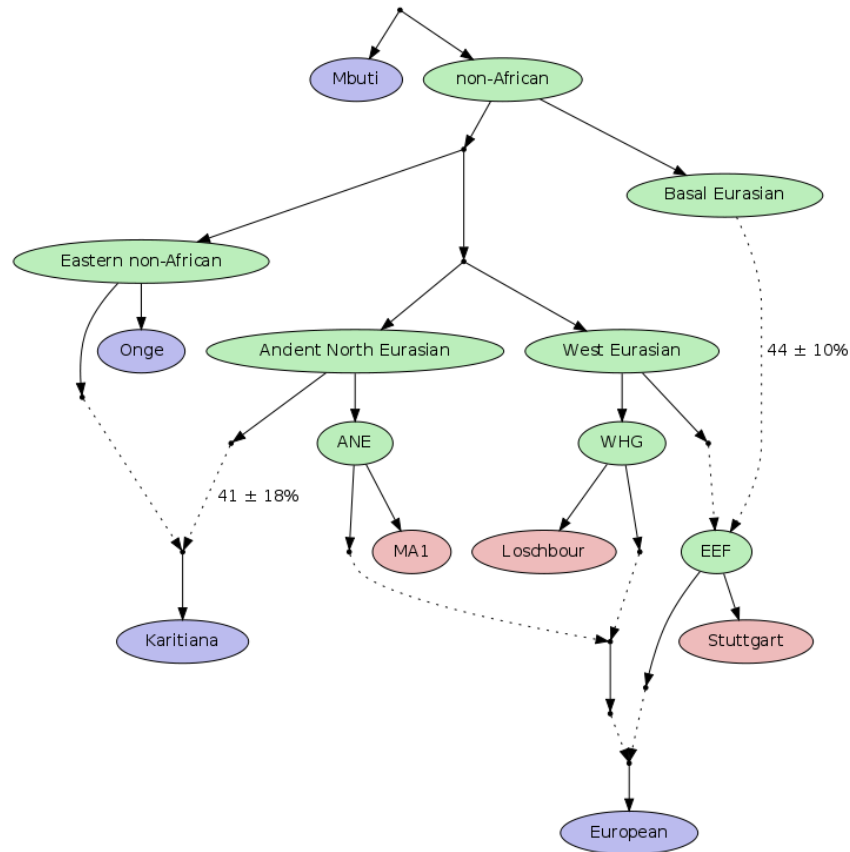 Mbuti
non-African
Basal Eurasian
Eastern non-African
Onge
Ancient North Eurasian
West Eurasian
44 ± 10%
ANE
WHG
41 ± 18%
MA1
Loschbour
EEF
Karitiana
Stuttgart
European